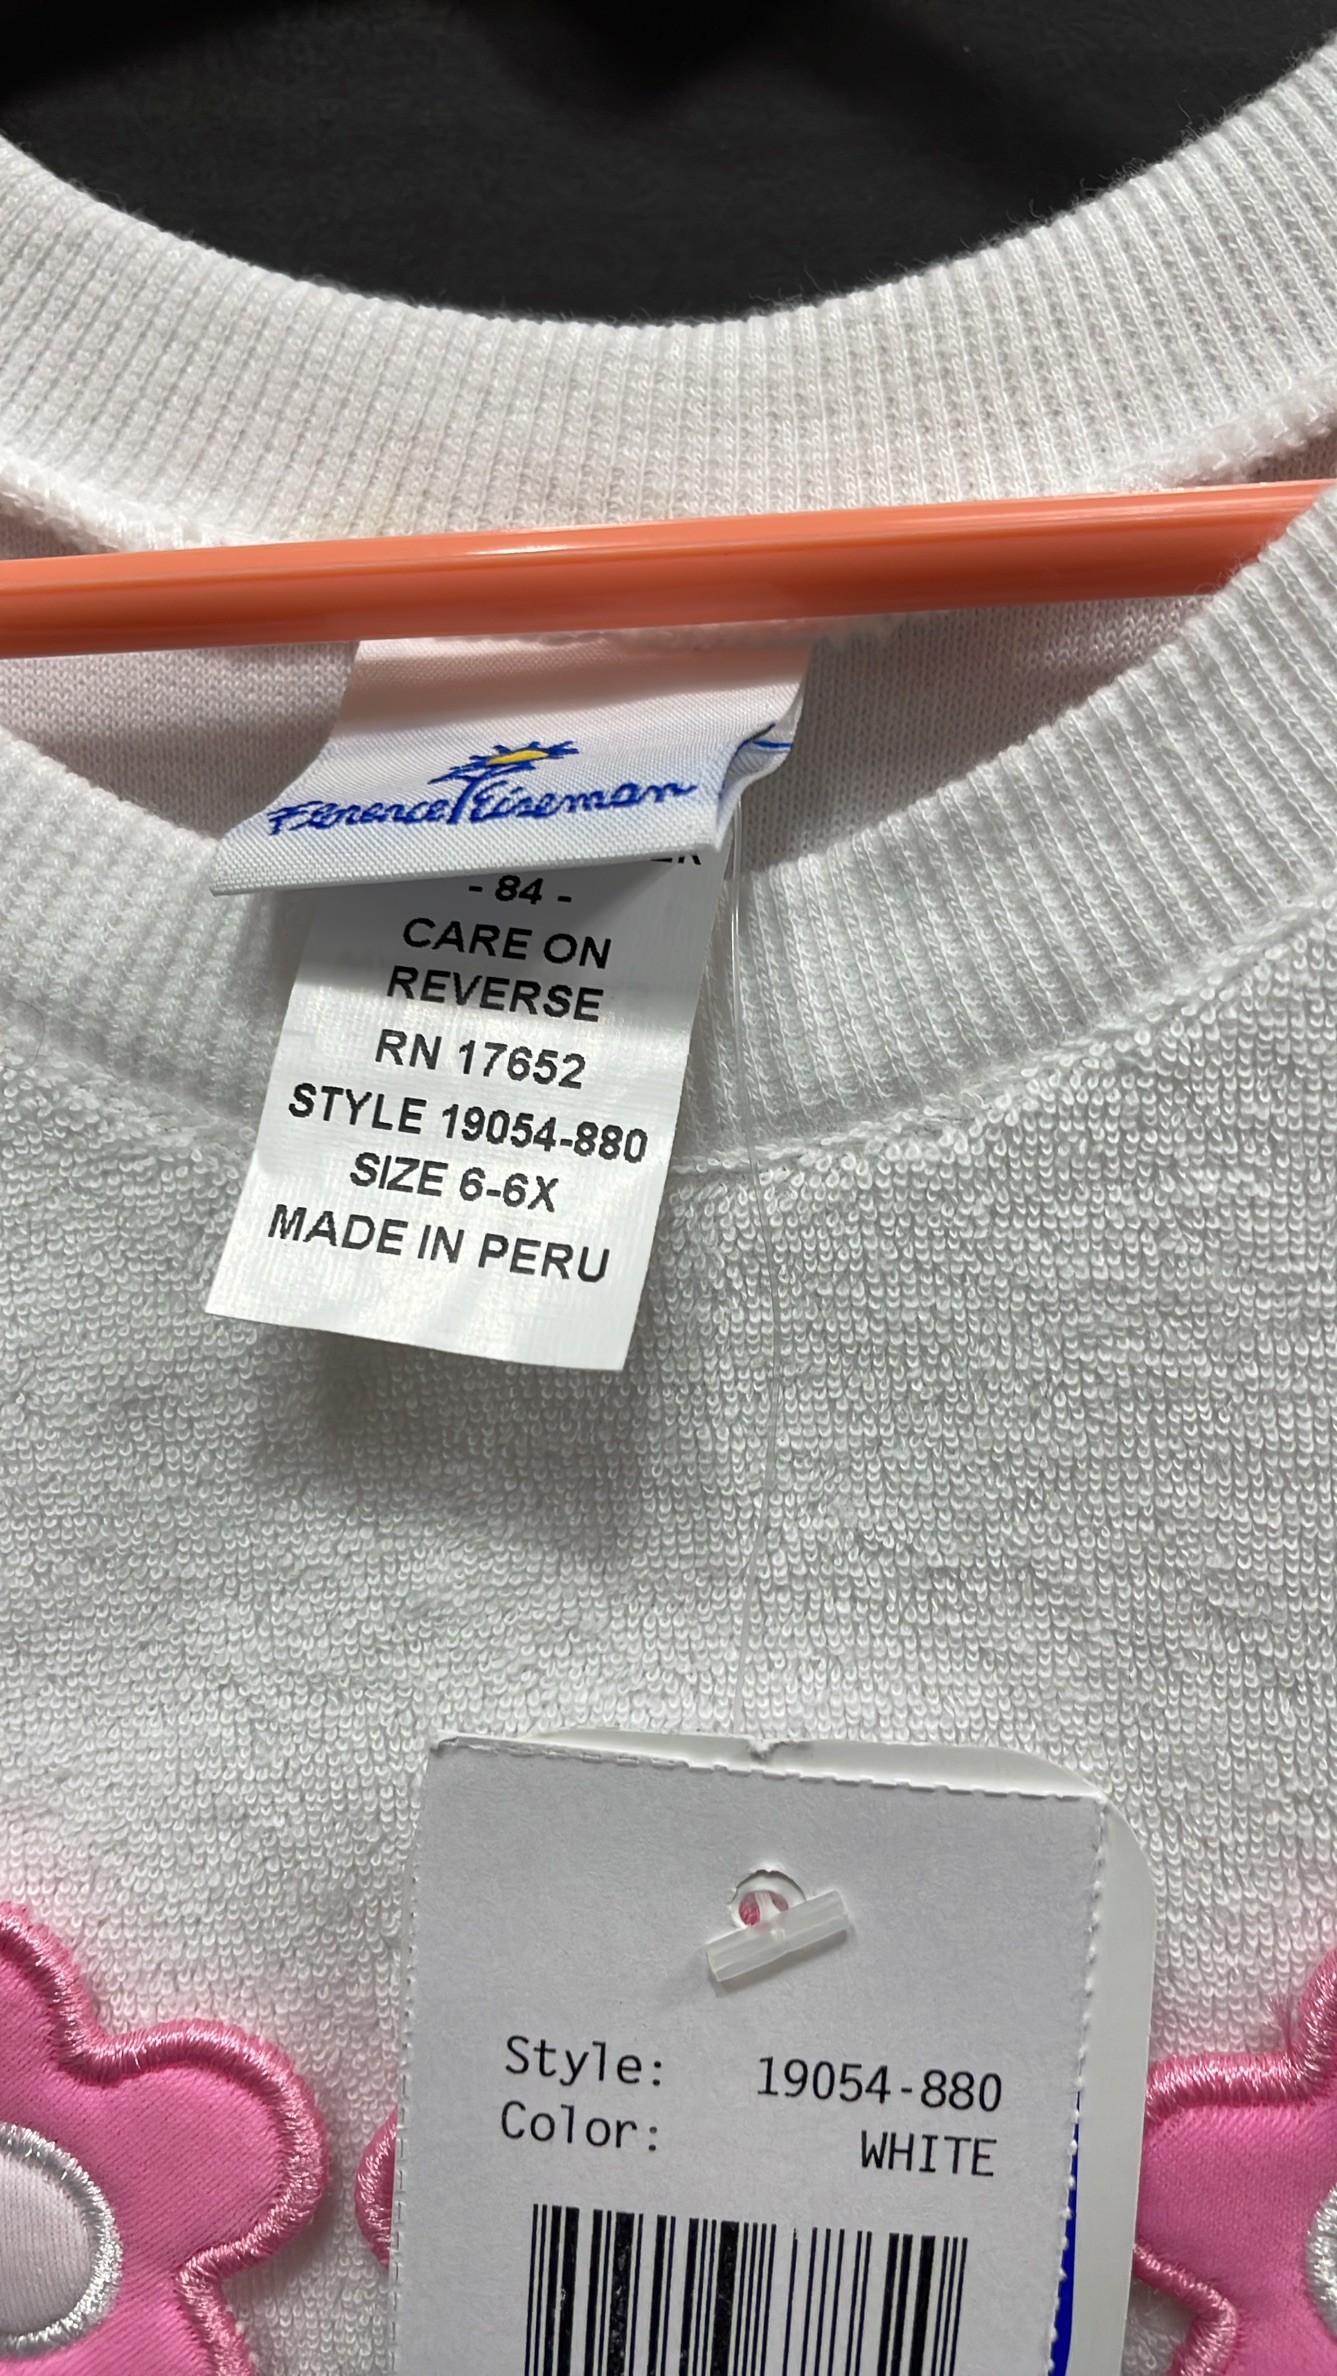 Florence Eiseman
- 84 -
CARE ON
REVERSE
RN 17652
STYLE 19054-880
SIZE 6-6X
MADE IN PERU
Style: 19054-880
Color: WHITE